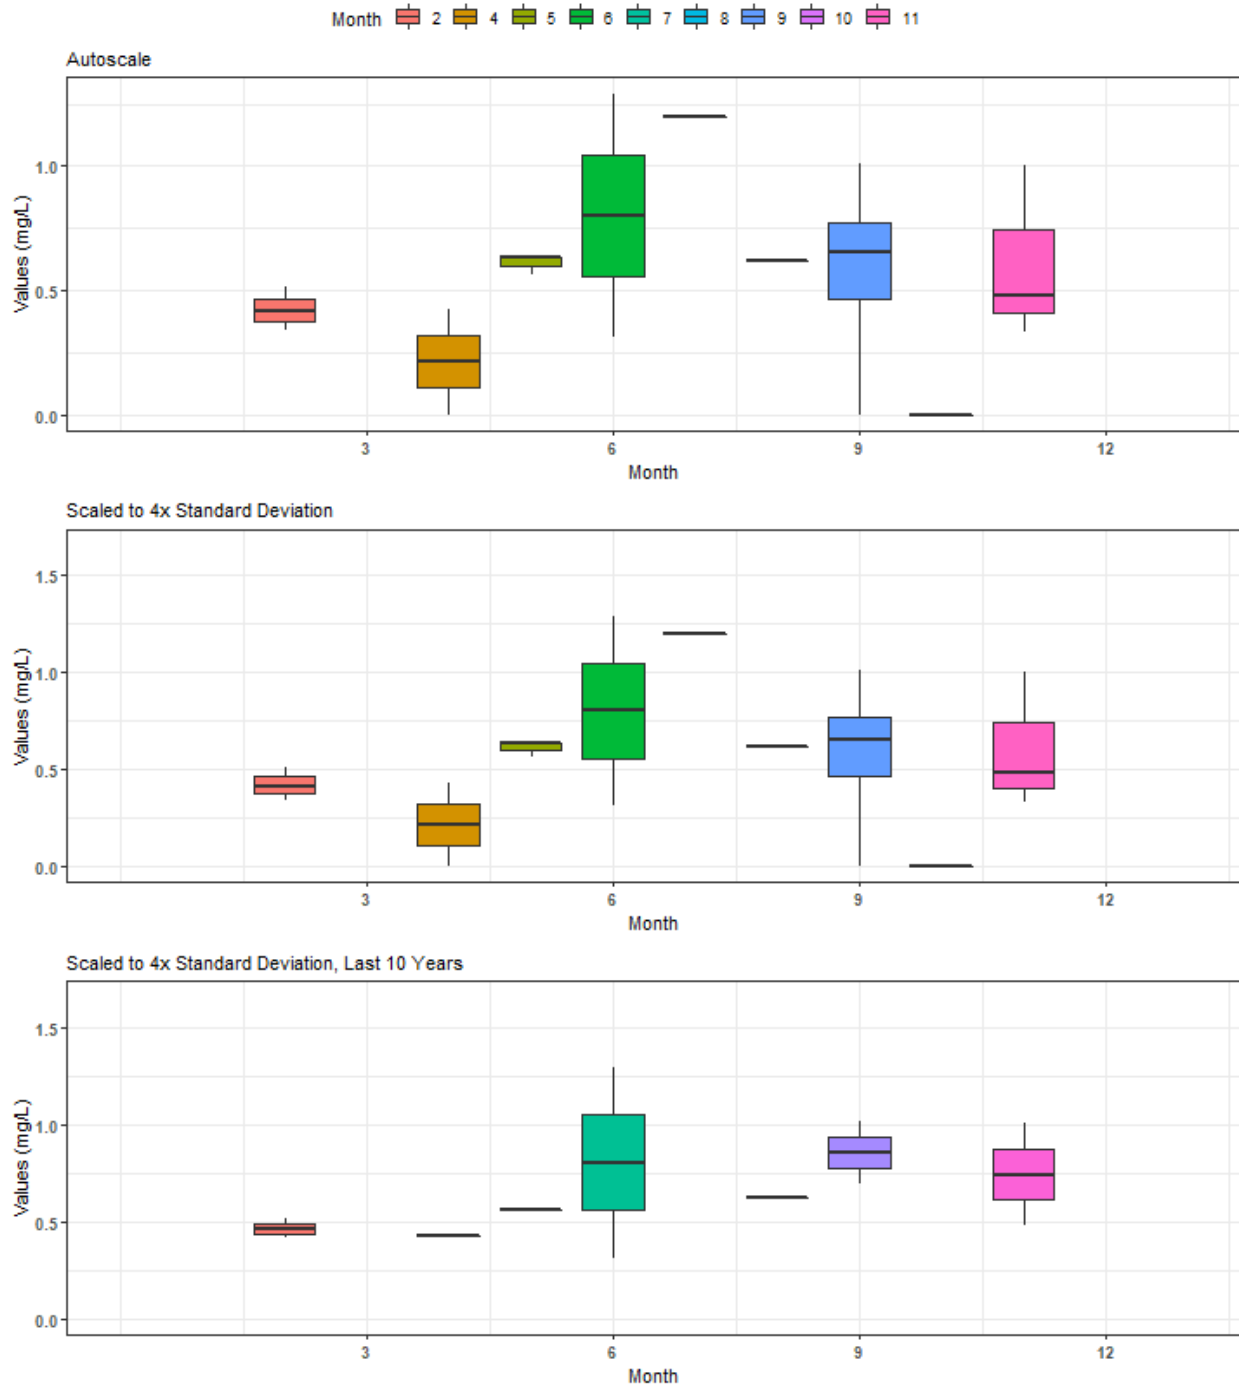 Month 2 4 5 6 7 8 9 10 11
Autoscale
Values (mg/L)
1.0
0.5
0.0
3 6 9 12
Month
Scaled to 4x Standard Deviation
Values (mg/L)
1.5
1.0
0.5
0.0
3 6 9 12
Month
Scaled to 4x Standard Deviation, Last 10 Years
Values (mg/L)
1.5
1.0
0.5
0.0
3 6 9 12
Month